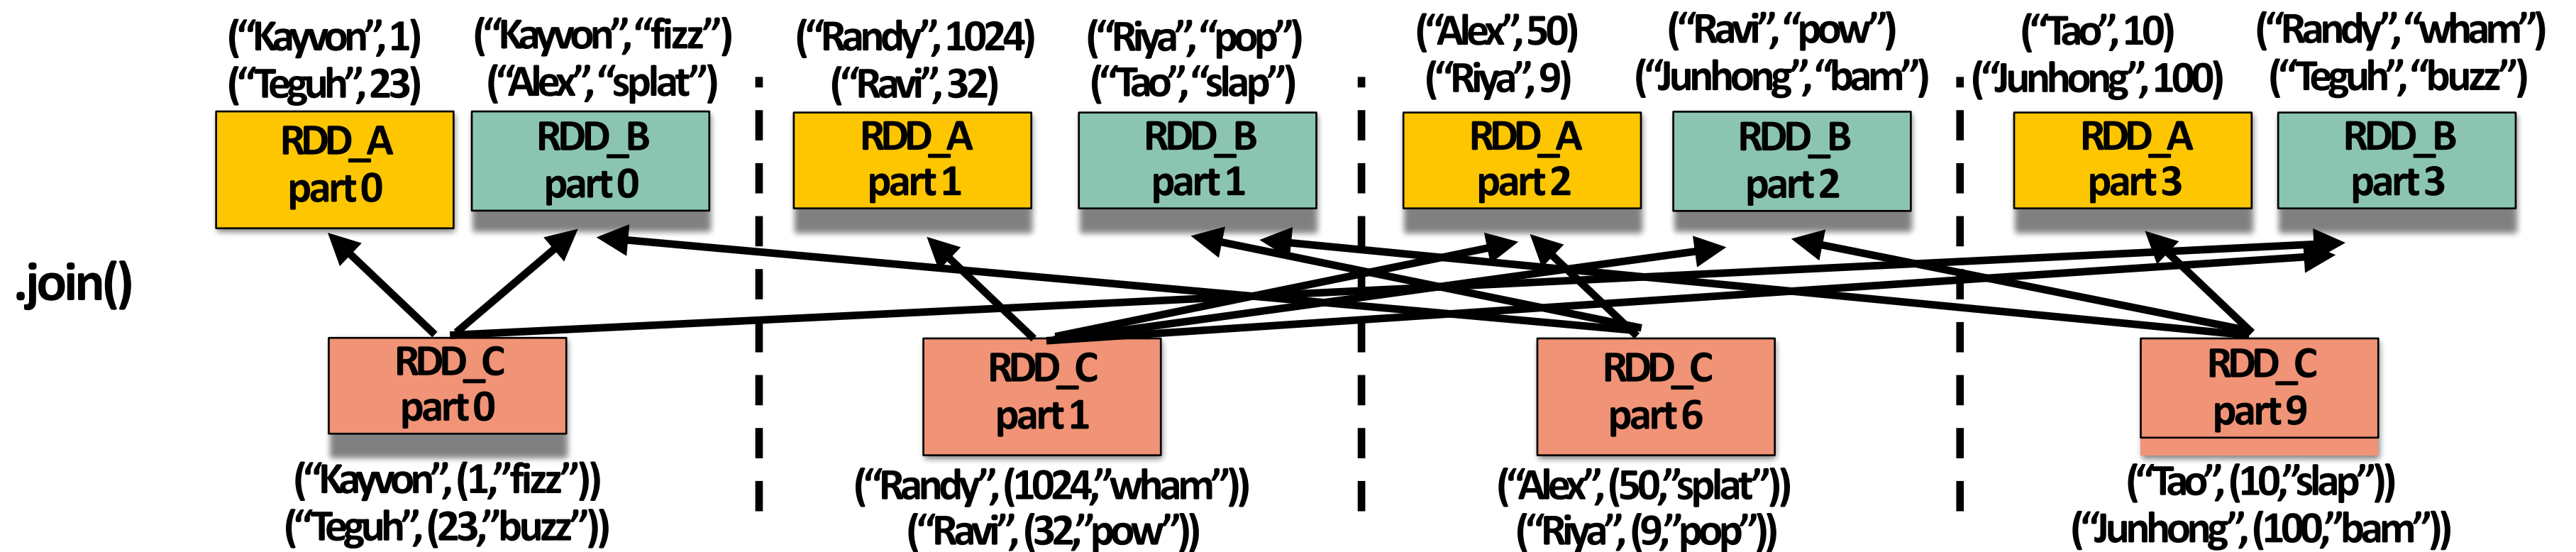 ("Kayvon", 1)
("Teguh", 23)
("Kayvon", "fizz")
("Alex", "splat")
("Randy", 1024)
("Ravi", 32)
("Riya", "pop")
("Tao", "slap")
("Alex", 50)
("Riya", 9)
("Ravi", "pow")
("Junhong", "bam")
("Tao", 10)
("Junhong", 100)
("Randy", "wham")
("Teguh", "buzz")
RDD_A
part 0
RDD_B
part 0
RDD_A
part 1
RDD_B
part 1
RDD_A
part 2
RDD_B
part 2
RDD_A
part 3
RDD_B
part 3
.join()
RDD_C
part 0
RDD_C
part 1
RDD_C
part 6
RDD_C
part 9
("Kayvon", (1,"fizz"))
("Teguh", (23,"buzz"))
("Randy", (1024,"wham"))
("Ravi", (32,"pow"))
("Alex", (50,"splat"))
("Riya", (9,"pop"))
("Tao", (10,"slap"))
("Junhong", (100,"bam"))